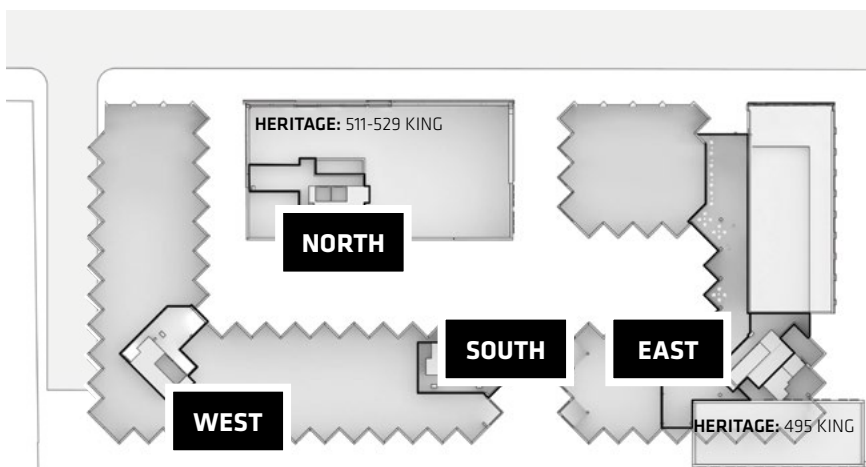 HERITAGE: 511-529 KING
NORTH
SOUTH
EAST
WEST
HERITAGE: 495 KING